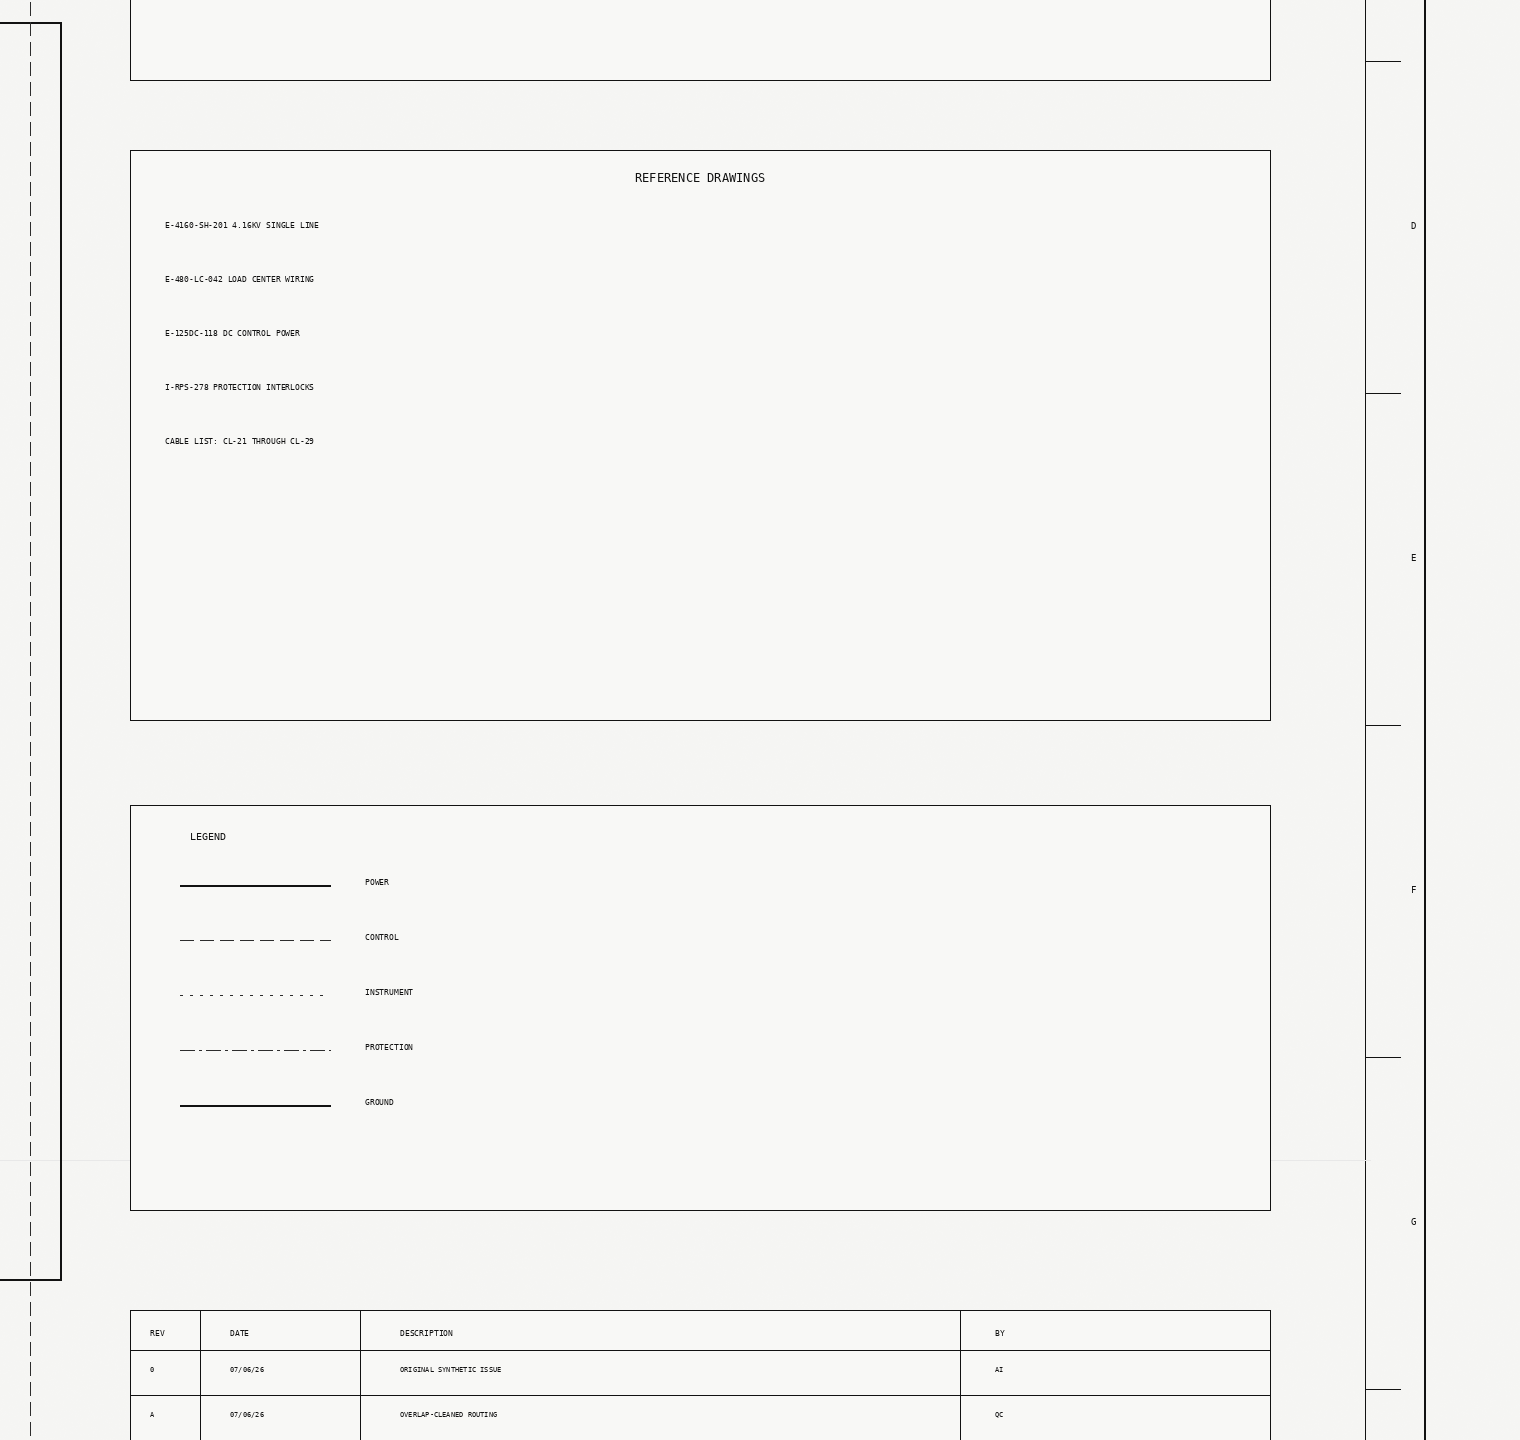 REFERENCE DRAWINGS
E-4160-SH-201 4.16KV SINGLE LINE
D
E-480-LC-042 LOAD CENTER WIRING
E-125DC-118 DC CONTROL POWER
I-RPS-278 PROTECTION INTERLOCKS
CABLE LIST: CL-21 THROUGH CL-29
E
LEGEND
POWER
F
CONTROL
INSTRUMENT
PROTECTION
GROUND
G
REV DATE DESCRIPTION BY
0 07/06/26 ORIGINAL SYNTHETIC ISSUE AI
A 07/06/26 OVERLAP-CLEANED ROUTING QC